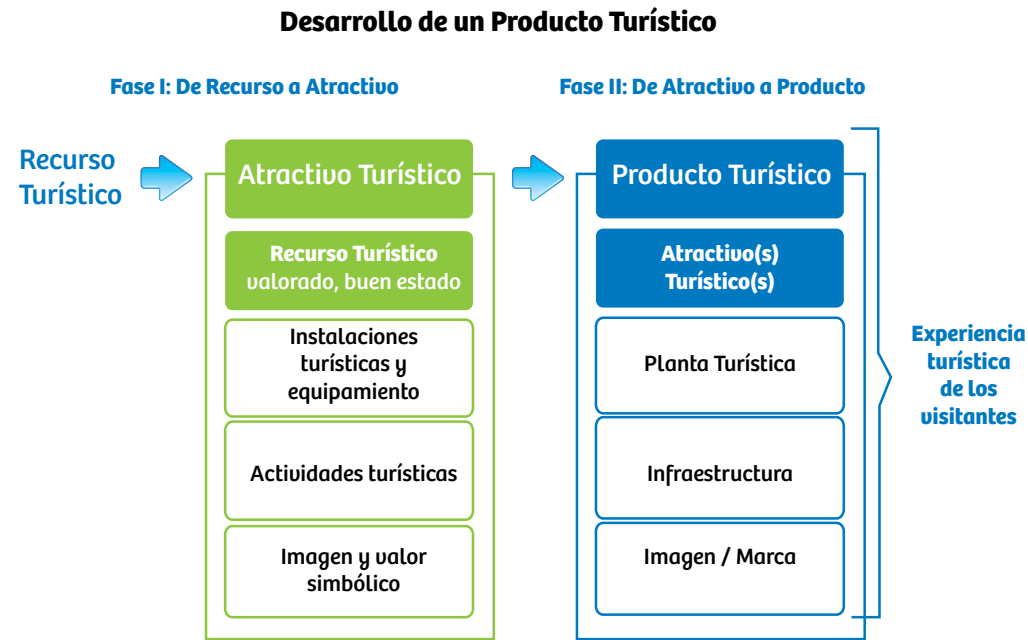 Desarrollo de un Producto Turístico
Fase I: De Recurso a Atractivo
Fase II: De Atractivo a Producto
Recurso
Turístico
Atractivo Turístico
Recurso Turístico
valorado, buen estado
Instalaciones
turísticas y
equipamiento
Actividades turísticas
Imagen y valor
simbólico
Producto Turístico
Atractivo(s)
Turístico(s)
Planta Turística
Infraestructura
Imagen / Marca
Experiencia
turística
de los
visitantes